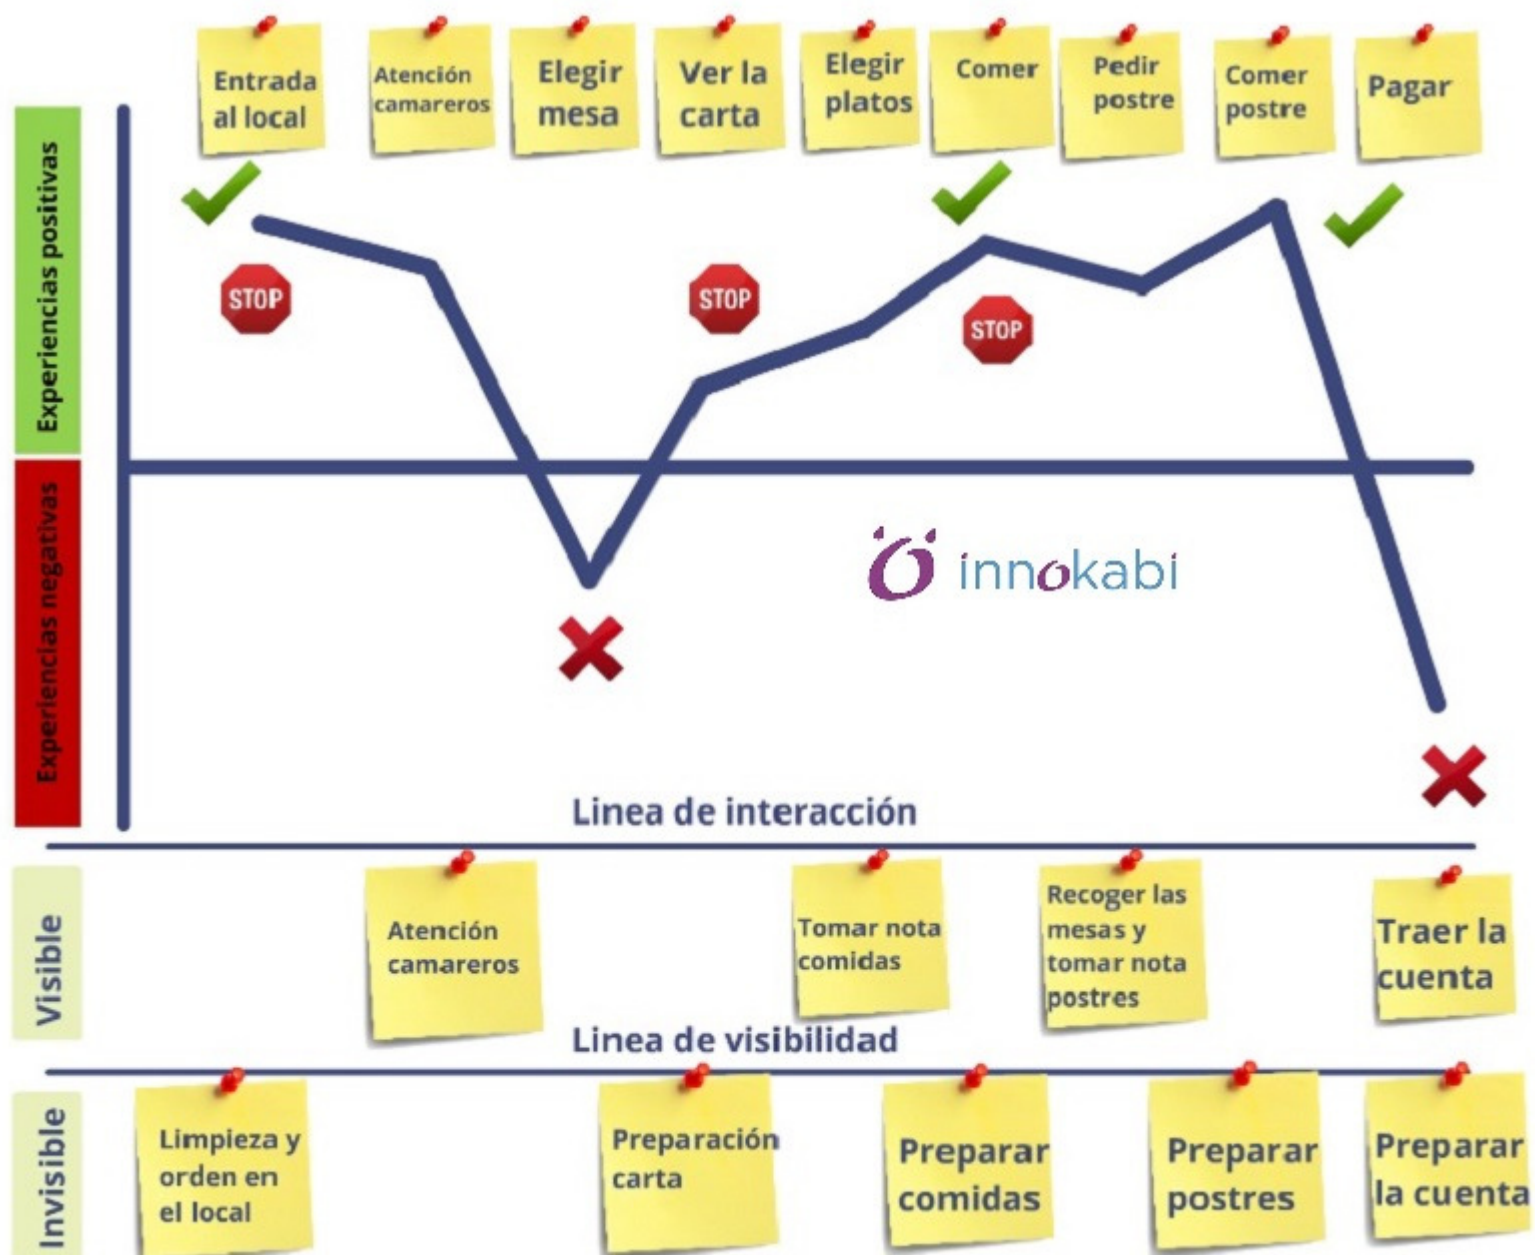 Entrada
al local
Atención
camareros
Elegir
mesa
Ver la
carta
Elegir
platos
Comer
Pedir
postre
Comer
postre
Pagar
Experiencias positivas
STOP
STOP
STOP
Experiencias negativas
innokabi
Linea de interacción
Visible
Atención
camareros
Tomar nota
comidas
Recoger las
mesas y
tomar nota
postres
Traer la
cuenta
Linea de visibilidad
Invisible
Limpieza y
orden en
el local
Preparación
carta
Preparar
comidas
Preparar
postres
Preparar
la cuenta